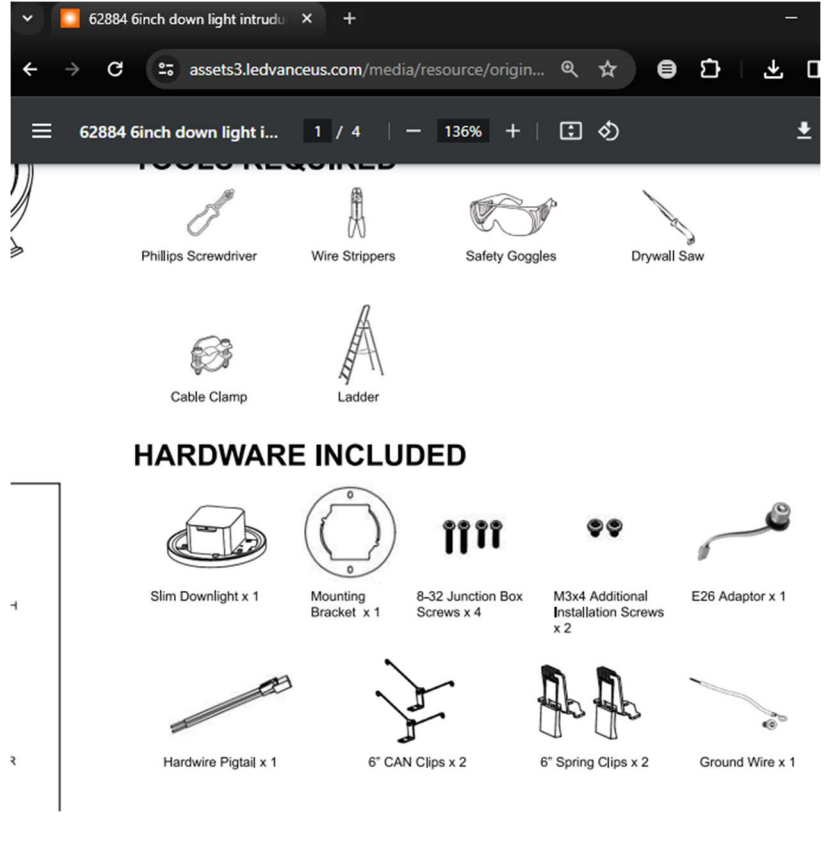 62884 6inch down light intrudu
assets3.ledvanceus.com/media/resource/origin...
62884 6inch down light i... 1 / 4 136%
TOOLS REQUIRED
Phillips Screwdriver Wire Strippers Safety Goggles Drywall Saw
Cable Clamp Ladder
HARDWARE INCLUDED
Slim Downlight x 1 Mounting 8-32 Junction Box M3x4 Additional E26 Adaptor x 1
H Bracket x 1 Screws x 4 Installation Screws
x 2
R Hardwire Pigtail x 1 6" CAN Clips x 2 6" Spring Clips x 2 Ground Wire x 1